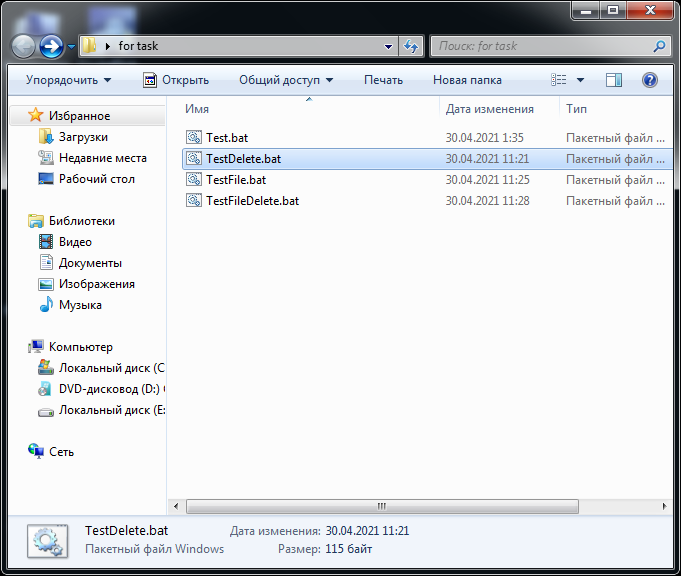 for task
Поиск: for task
Упорядочить Открыть Общий доступ Печать Новая папка
Имя Дата изменения Тип
Избранное
Загрузки
Недавние места
Рабочий стол
Библиотеки
Видео
Документы
Изображения
Музыка
Компьютер
Локальный диск (C
DVD-дисковод (D:)
Локальный диск (E:
Сеть
Test.bat 30.04.2021 1:35 Пакетный файл ...
TestDelete.bat 30.04.2021 11:21 Пакетный файл ...
TestFile.bat 30.04.2021 11:25 Пакетный файл ...
TestFileDelete.bat 30.04.2021 11:28 Пакетный файл ...
TestDelete.bat Дата изменения: 30.04.2021 11:21
Пакетный файл Windows Размер: 115 байт